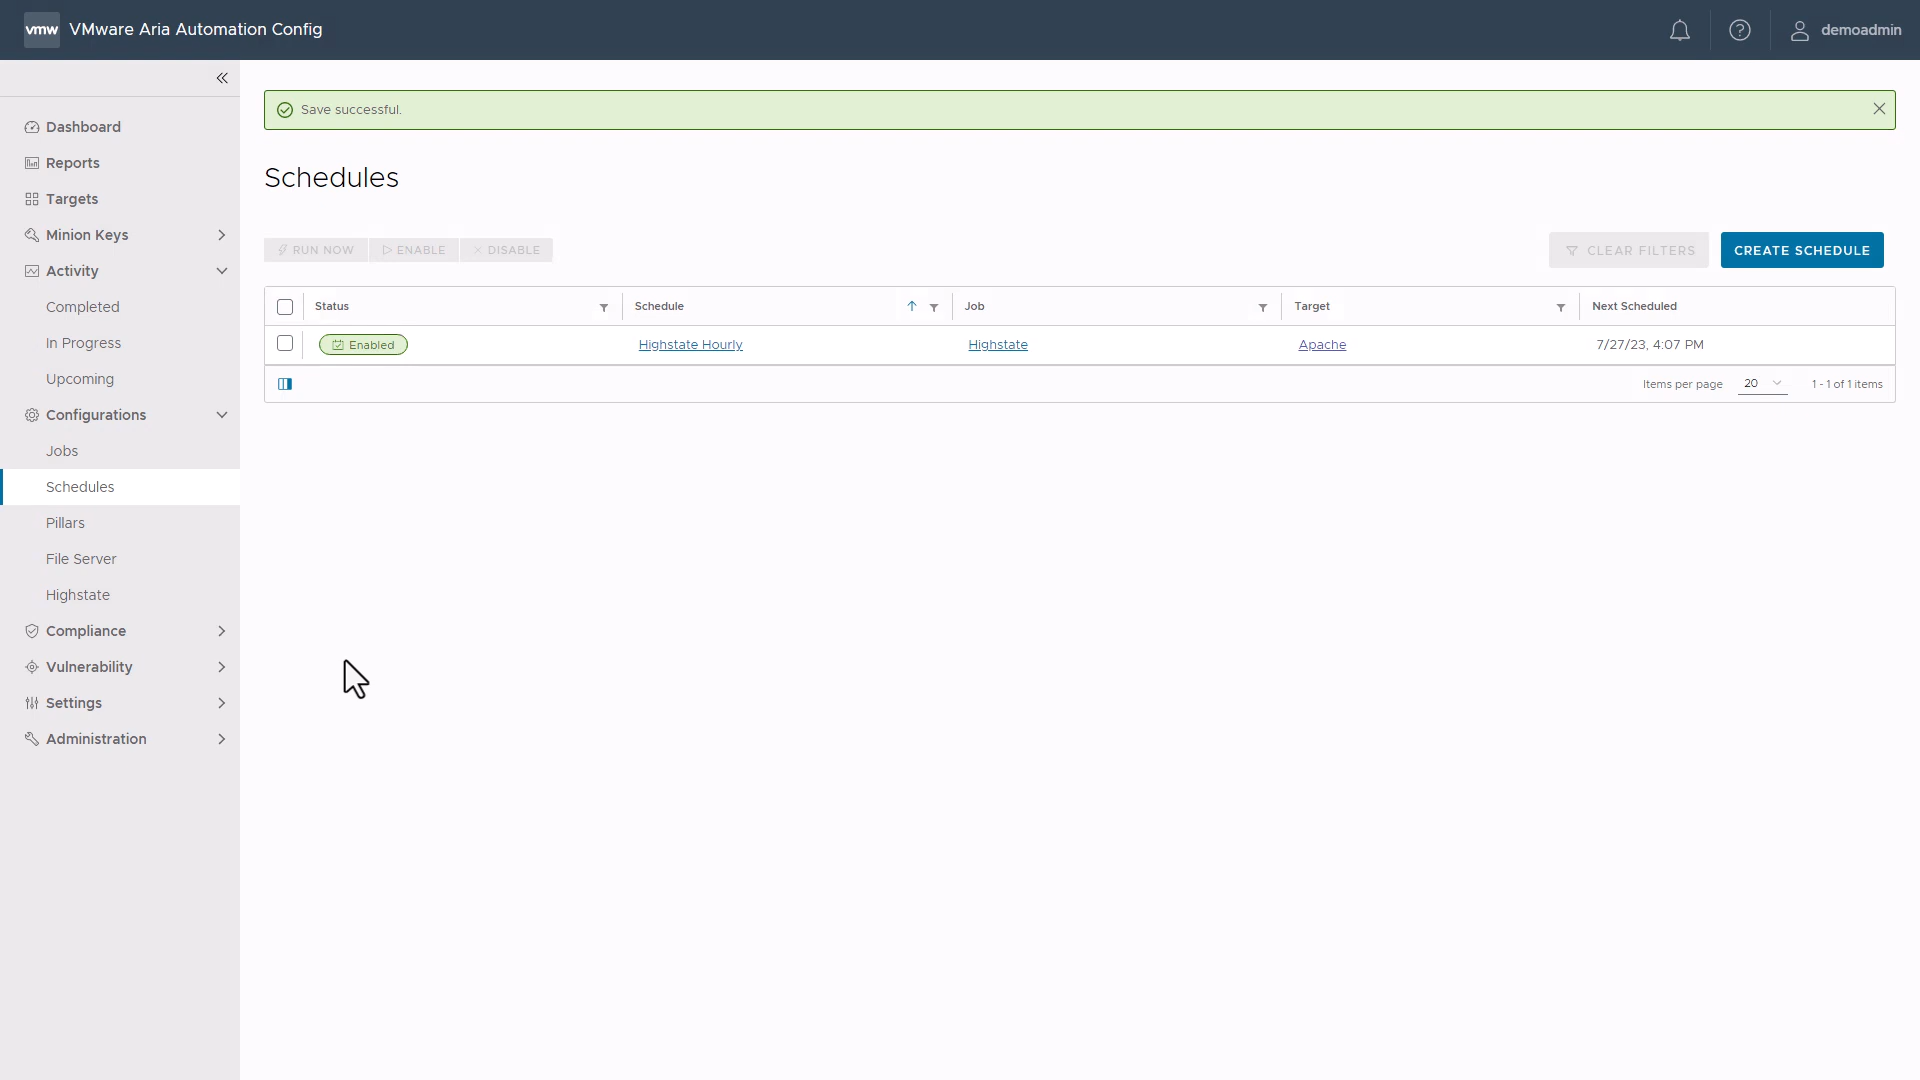 vmw VMware Aria Automation Config
demoadmin
Save successful.
Dashboard
Reports
Targets
Minion Keys
Activity
Completed
In Progress
Upcoming
Configurations
Jobs
Schedules
Pillars
File Server
Highstate
Compliance
Vulnerability
Settings
Administration
Schedules
RUN NOW ENABLE DISABLE
CLEAR FILTERS CREATE SCHEDULE
Status Schedule Job Target Next Scheduled
Enabled Highstate Hourly Highstate Apache 7/27/23, 4:07 PM
Items per page 20 1 - 1 of 1 items